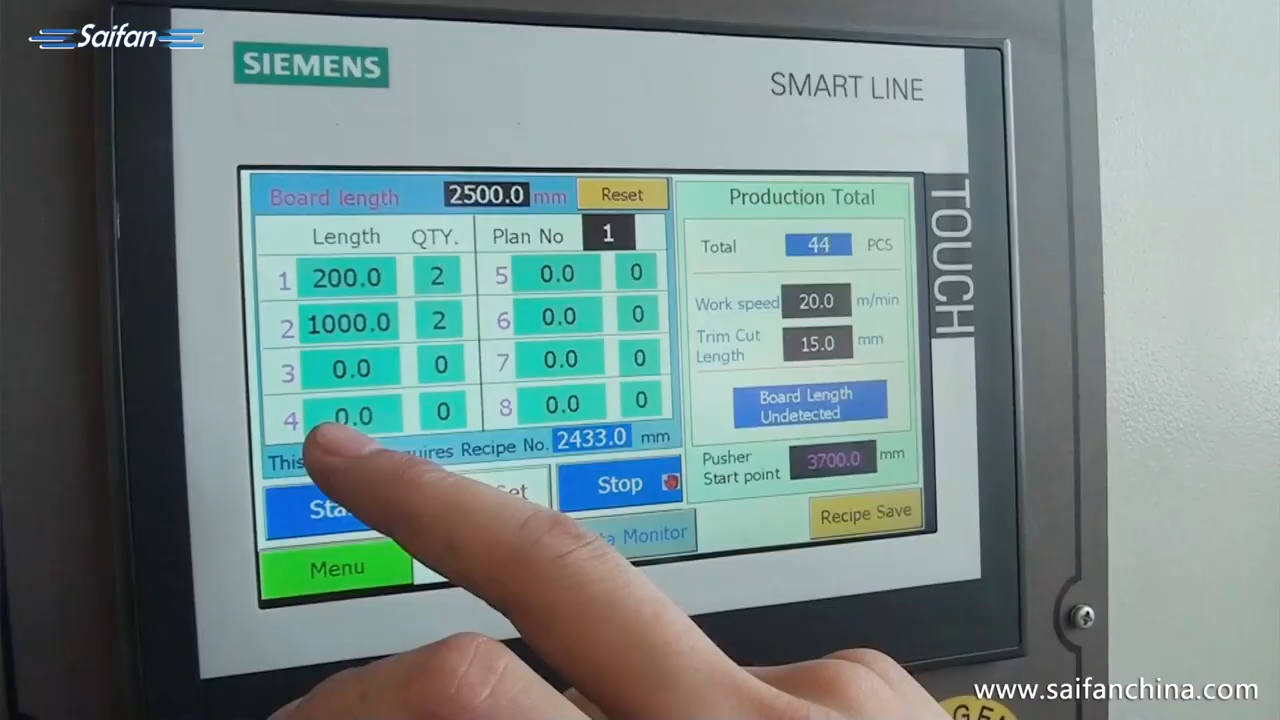 Saifan
SIEMENS
SMART LINE
TOUCH
Board length 2500.0 mm Reset
Length QTY. Plan No 1
1 200.0 2 5 0.0 0
2 1000.0 2 6 0.0 0
3 0.0 0 7 0.0 0
4 0.0 0 8 0.0 0
This Recipe No. 2433.0 mm
Stop
Menu Monitor
Production Total
Total 44 PCS
Work speed 20.0 m/min
Trim Cut
Length 15.0 mm
Board Length
Undetected
Pusher
Start point 3700.0 mm
Recipe Save
www.saifanchina.com